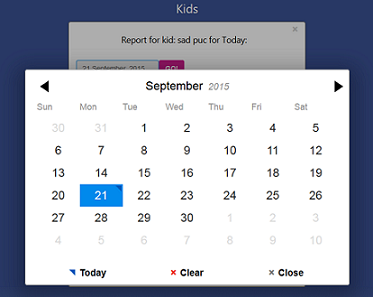 Kids
×
Report for kid: sad puc for Today:
21 September, 2015 GO!
September 2015
Sun Mon Tue Wed Thu Fri Sat
30 31 1 2 3 4 5
6 7 8 9 10 11 12
13 14 15 16 17 18 19
20 21 22 23 24 25 26
27 28 29 30 1 2 3
4 5 6 7 8 9 10
Today × Clear × Close